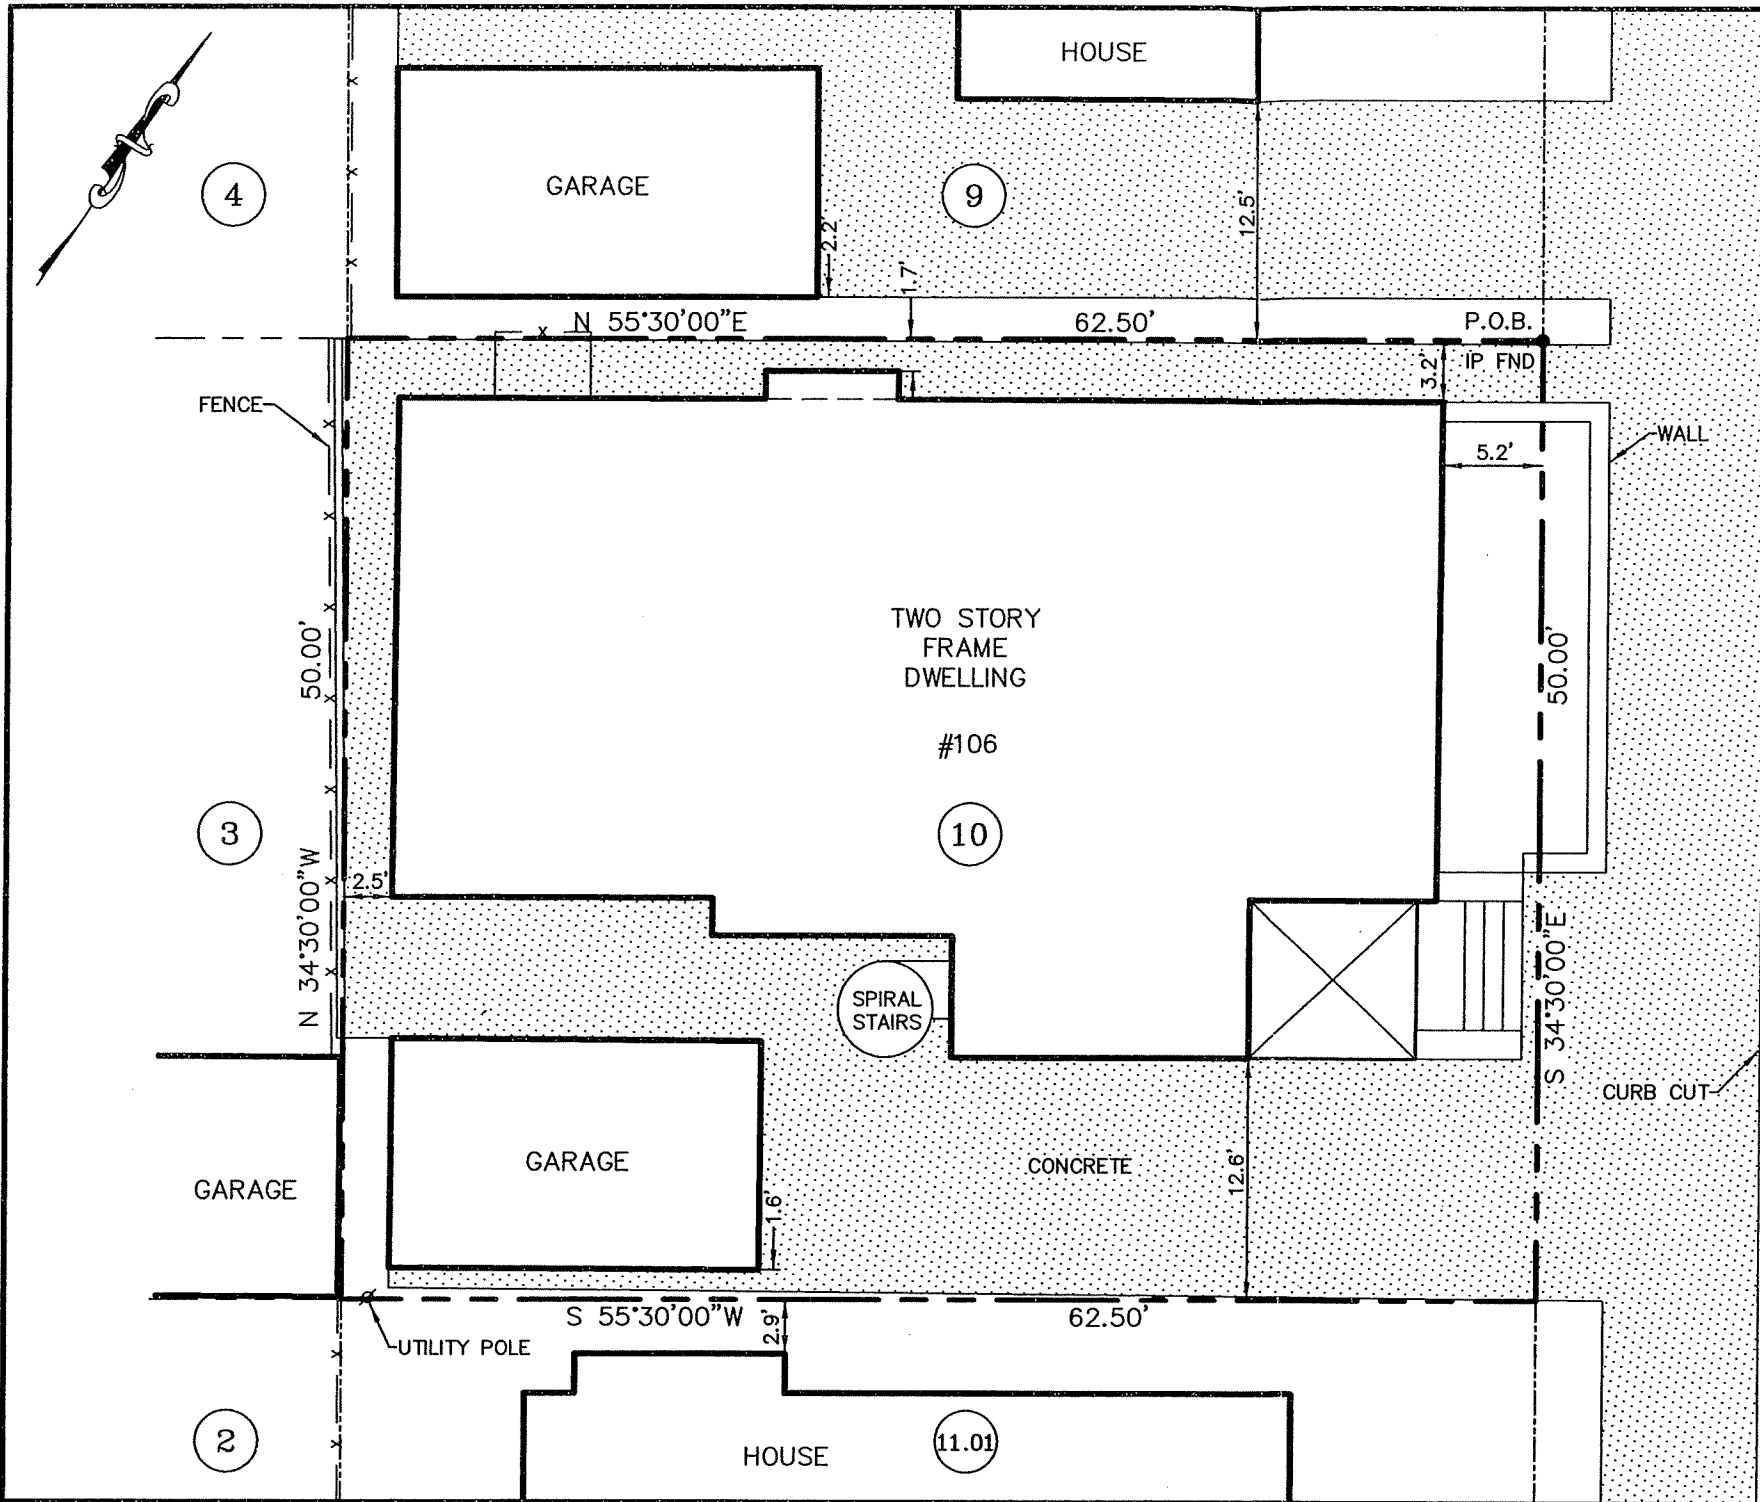 HOUSE
4
GARAGE
9
2.2'
12.5'
1.7'
N 55°30'00"E
62.50'
P.O.B.
IP FND
3.2'
FENCE
WALL
5.2'
TWO STORY
FRAME
DWELLING
#106
50.00'
50.00'
3
10
2.5'
N 34°30'00"W
SPIRAL
STAIRS
S 34°30'00"E
CURB CUT
GARAGE
GARAGE
CONCRETE
12.6'
1.6'
S 55°30'00"W
62.50'
2.9'
UTILITY POLE
2
HOUSE
11.01